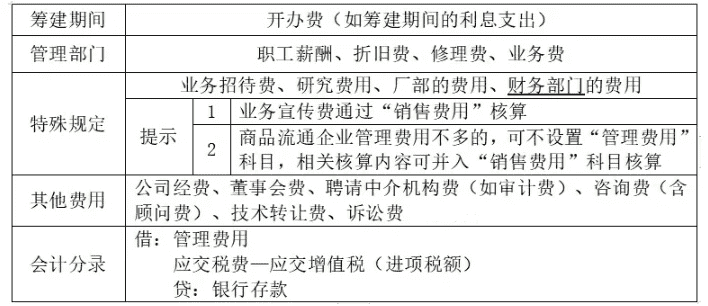 筹建期间 开办费（如筹建期间的利息支出）
管理部门 职工薪酬、折旧费、修理费、业务费
特殊规定
业务招待费、研究费用、厂部的费用、财务部门的费用
提示
1 业务宣传费通过“销售费用”核算
2 商品流通企业管理费用不多的，可不设置“管理费用”
科目，相关核算内容可并入“销售费用”科目核算
其他费用
公司经费、董事会费、聘请中介机构费（如审计费）、咨询费（含
顾问费）、技术转让费、诉讼费
会计分录
借：管理费用
应交税费—应交增值税（进项税额）
贷：银行存款